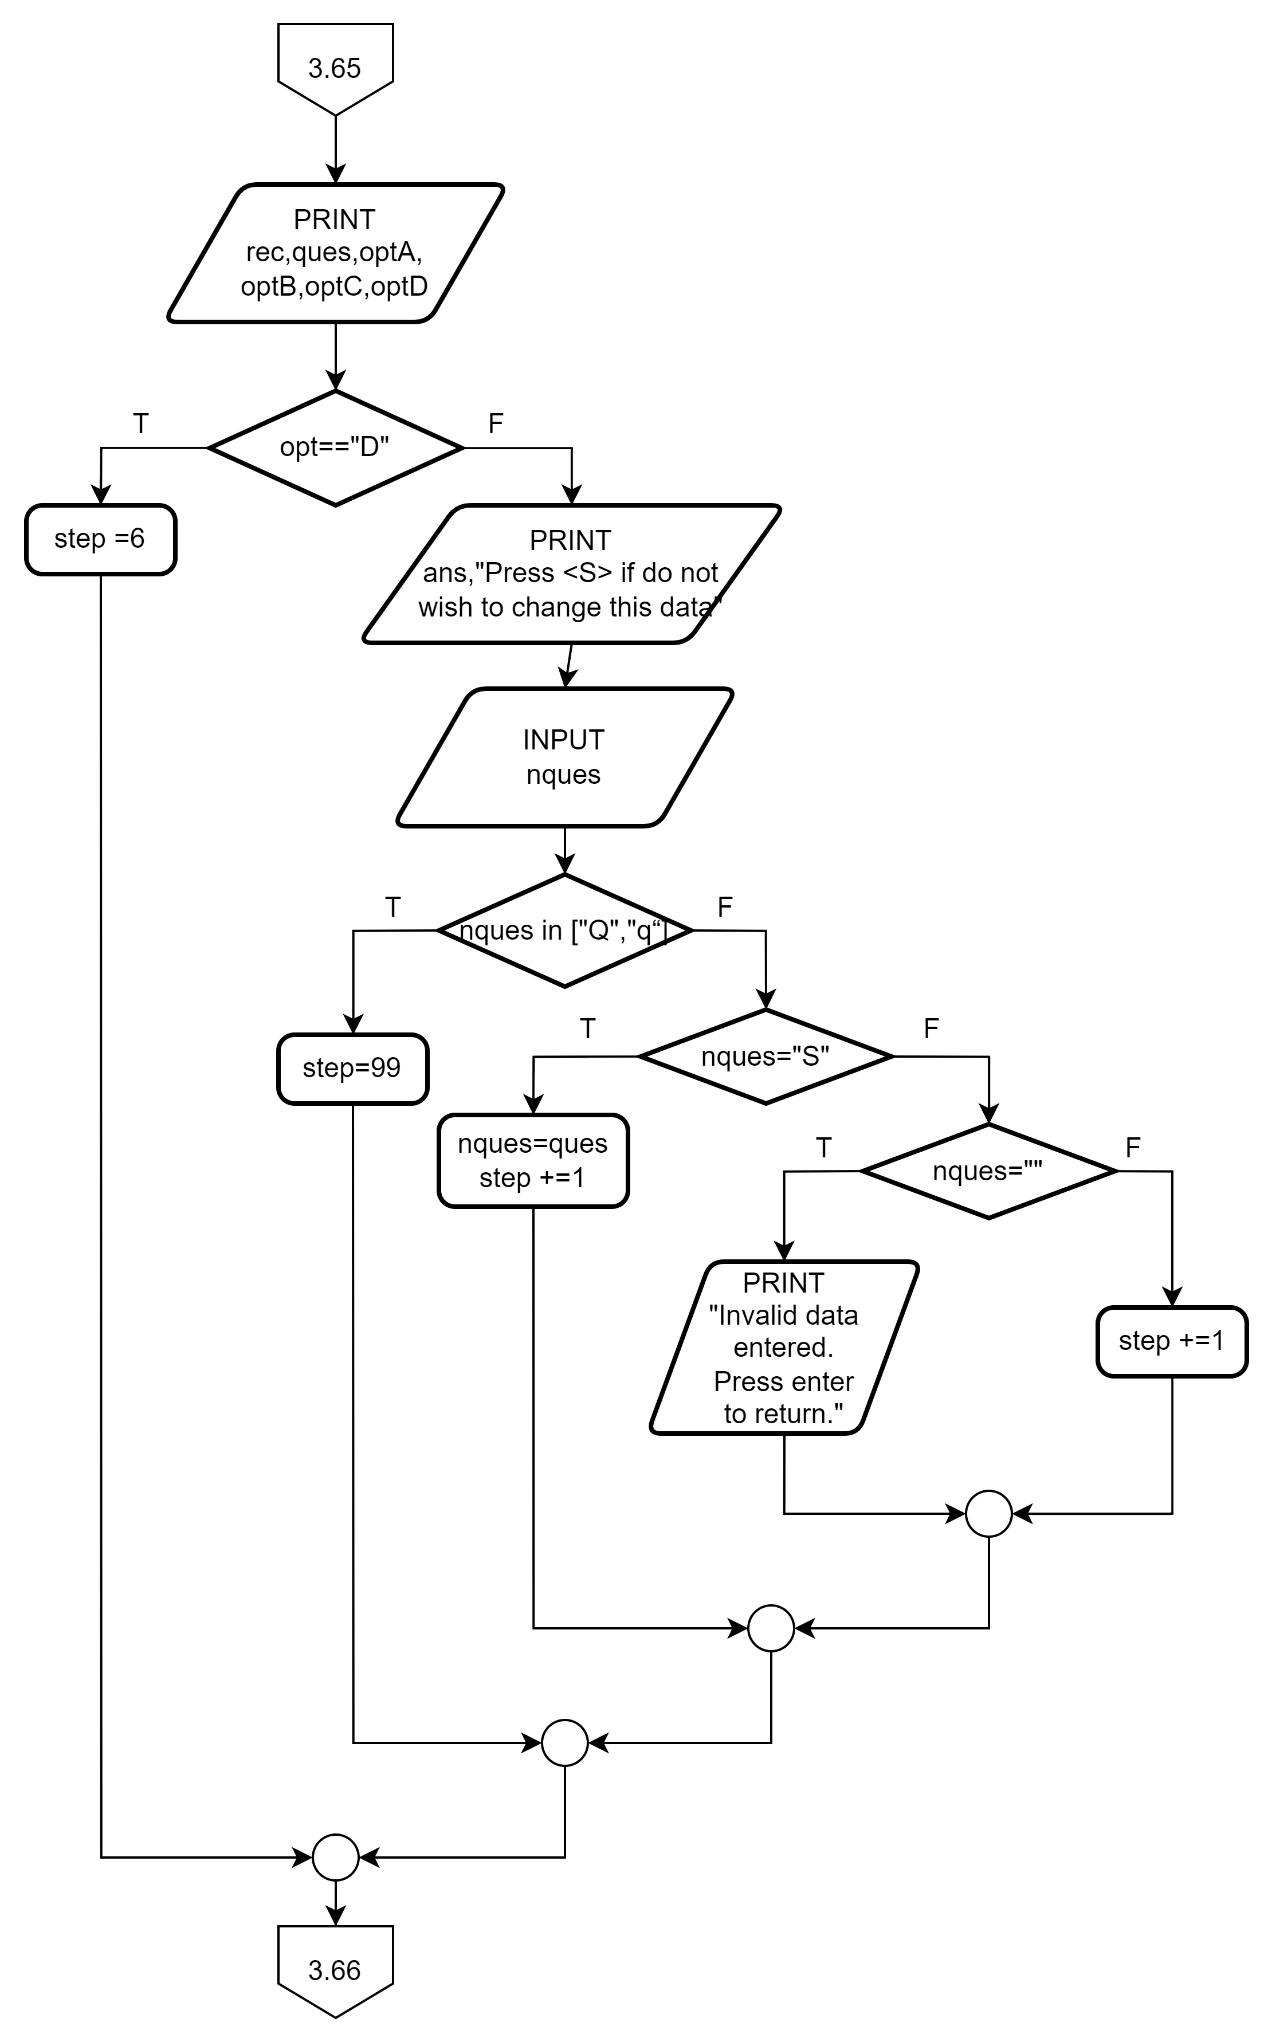 3.65
PRINT
rec,ques,optA,
optB,optC,optD
T
F
opt=="D"
step =6
PRINT
ans,"Press <S> if do not
wish to change this data"
INPUT
nques
T
F
nques in ["Q","q“]
T
F
step=99
nques="S"
nques=ques
step +=1
T
F
nques=""
PRINT
"Invalid data
entered.
Press enter
to return."
step +=1
3.66